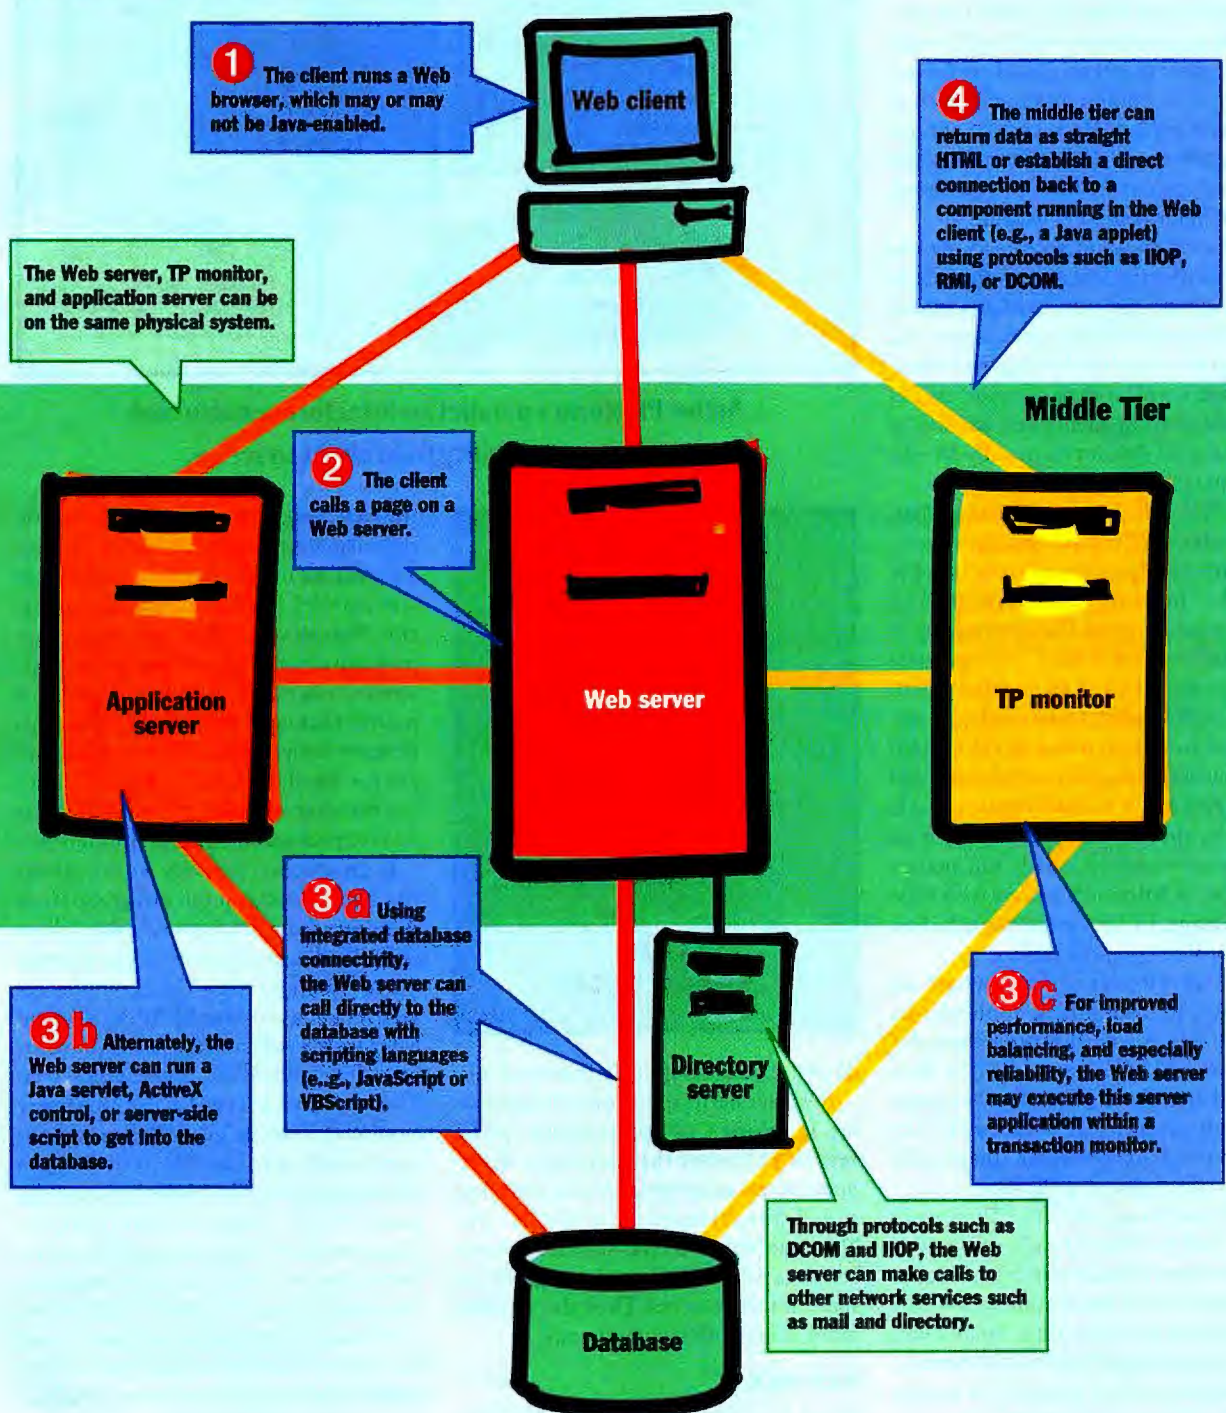 1 The client runs a Web
browser, which may or may
not be Java-enabled.
Web client
4 The middle tier can
return data as straight
HTML or establish a direct
connection back to a
component running in the Web
client (e.g., a Java applet)
using protocols such as IIOP,
RMI, or DCOM.
The Web server, TP monitor,
and application server can be
on the same physical system.
Middle Tier
2 The client
calls a page on a
Web server.
Application
server
Web server
TP monitor
3a Using
integrated database
connectivity,
the Web server can
call directly to the
database with
scripting languages
(e..g., JavaScript or
VBScript).
3b Alternately, the
Web server can run a
Java servlet, ActiveX
control, or server-side
script to get into the
database.
Directory
server
3c For improved
performance, load
balancing, and especially
reliability, the Web server
may execute this server
application within a
transaction monitor.
Through protocols such as
DCOM and IIOP, the Web
server can make calls to
other network services such
as mail and directory.
Database